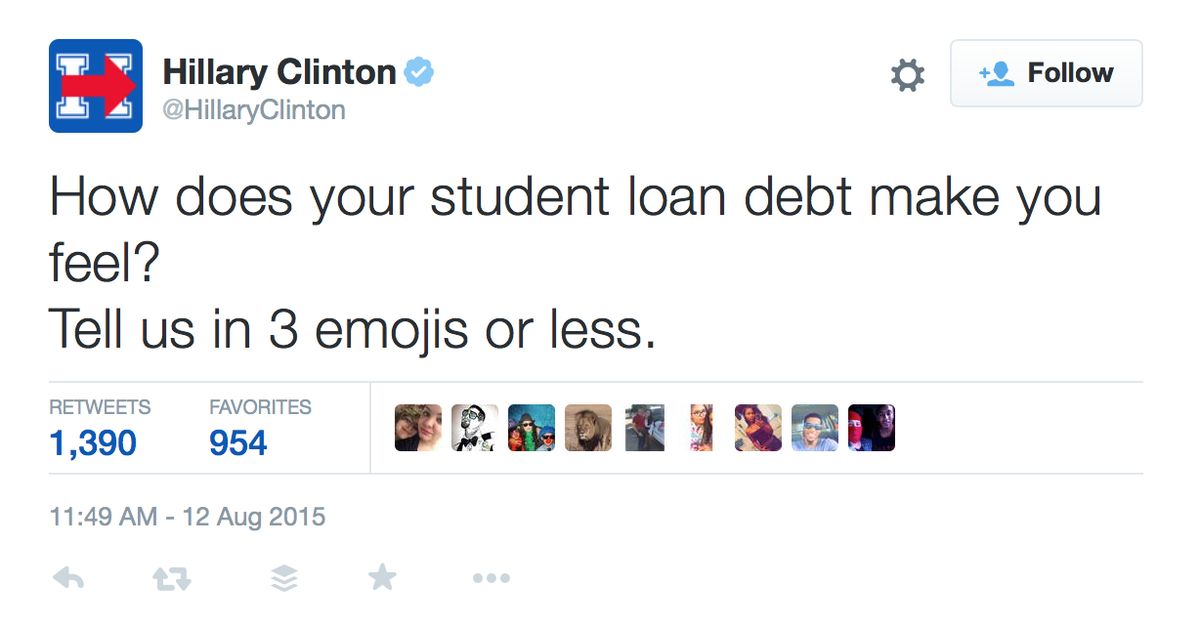 Hillary Clinton
@HillaryClinton
Follow
How does your student loan debt make you
feel?
Tell us in 3 emojis or less.
RETWEETS FAVORITES
1,390 954
11:49 AM - 12 Aug 2015